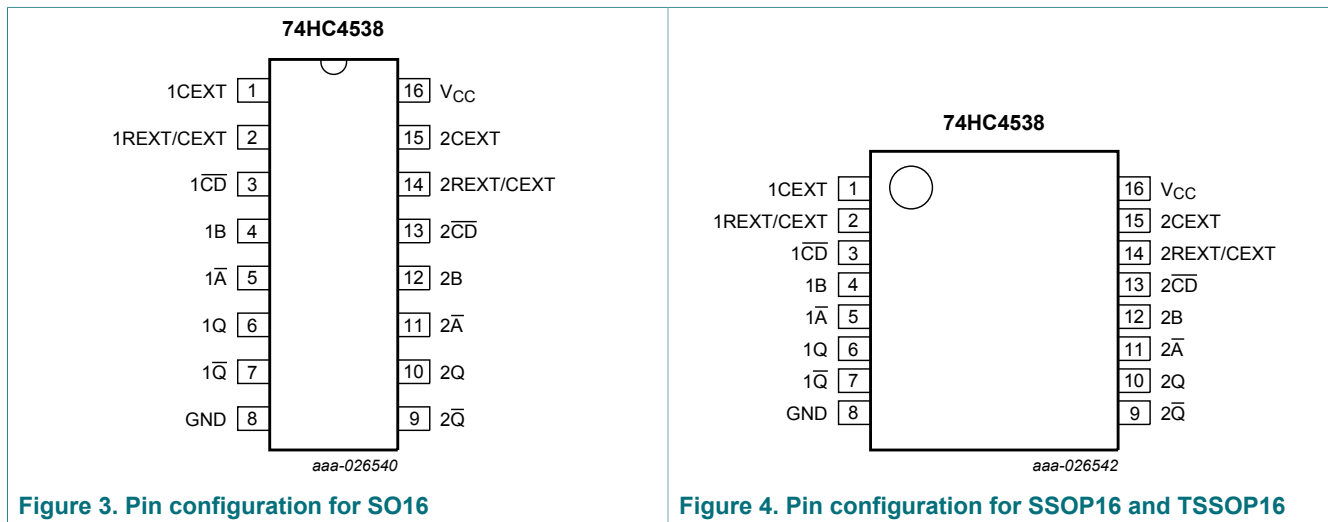 74HC4538
1CEXT 1 16 V_CC
1REXT/CEXT 2 15 2CEXT
1C̅D̅ 3 14 2REXT/CEXT
1B 4 13 2C̅D̅
1A̅ 5 12 2B
1Q 6 11 2A̅
1Q̅ 7 10 2Q
GND 8 9 2Q̅
aaa-026540
Figure 3. Pin configuration for SO16
74HC4538
1CEXT 1 16 V_CC
1REXT/CEXT 2 15 2CEXT
1C̅D̅ 3 14 2REXT/CEXT
1B 4 13 2C̅D̅
1A̅ 5 12 2B
1Q 6 11 2A̅
1Q̅ 7 10 2Q
GND 8 9 2Q̅
aaa-026542
Figure 4. Pin configuration for SSOP16 and TSSOP16